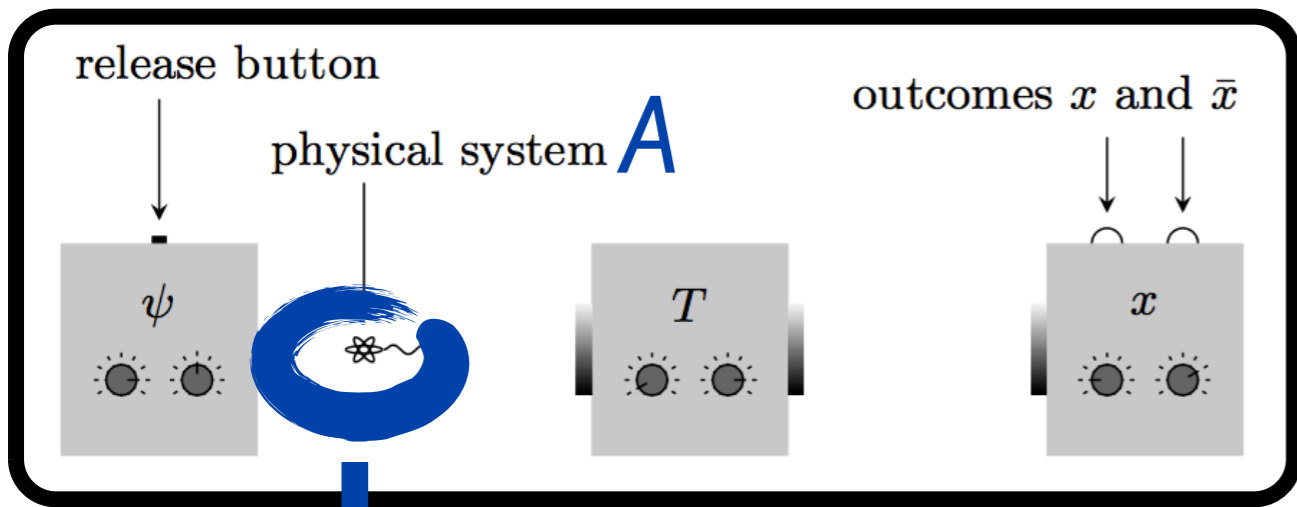 release button
physical system A
outcomes x and x̄
ψ
T
x